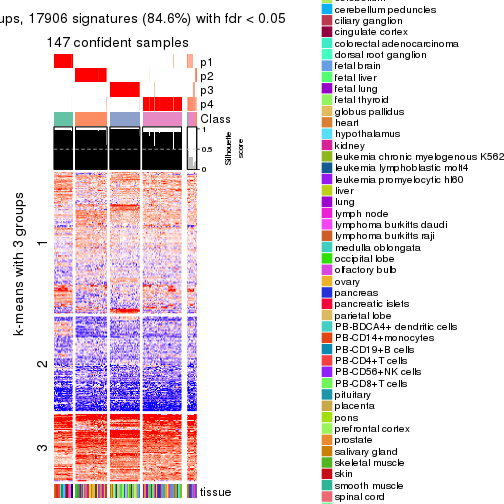 ups, 17906 signatures (84.6%) with fdr < 0.05
147 confident samples
p1
p2
p3
p4
Class
1
0.5
0
Silhouette
score
k-means with 3 groups
1
2
3
tissue
cerebellum peduncles
ciliary ganglion
cingulate cortex
colorectal adenocarcinoma
dorsal root ganglion
fetal brain
fetal liver
fetal lung
fetal thyroid
globus pallidus
heart
hypothalamus
kidney
leukemia chronic myelogenous K562
leukemia lymphoblastic molt4
leukemia promyelocytic hl60
liver
lung
lymph node
lymphoma burkitts daudi
lymphoma burkitts raji
medulla oblongata
occipital lobe
olfactory bulb
ovary
pancreas
pancreatic islets
parietal lobe
PB-BDCA4+ dendritic cells
PB-CD14+monocytes
PB-CD19+B cells
PB-CD4+T cells
PB-CD56+NK cells
PB-CD8+T cells
pituitary
placenta
pons
prefrontal cortex
prostate
salivary gland
skeletal muscle
skin
smooth muscle
spinal cord